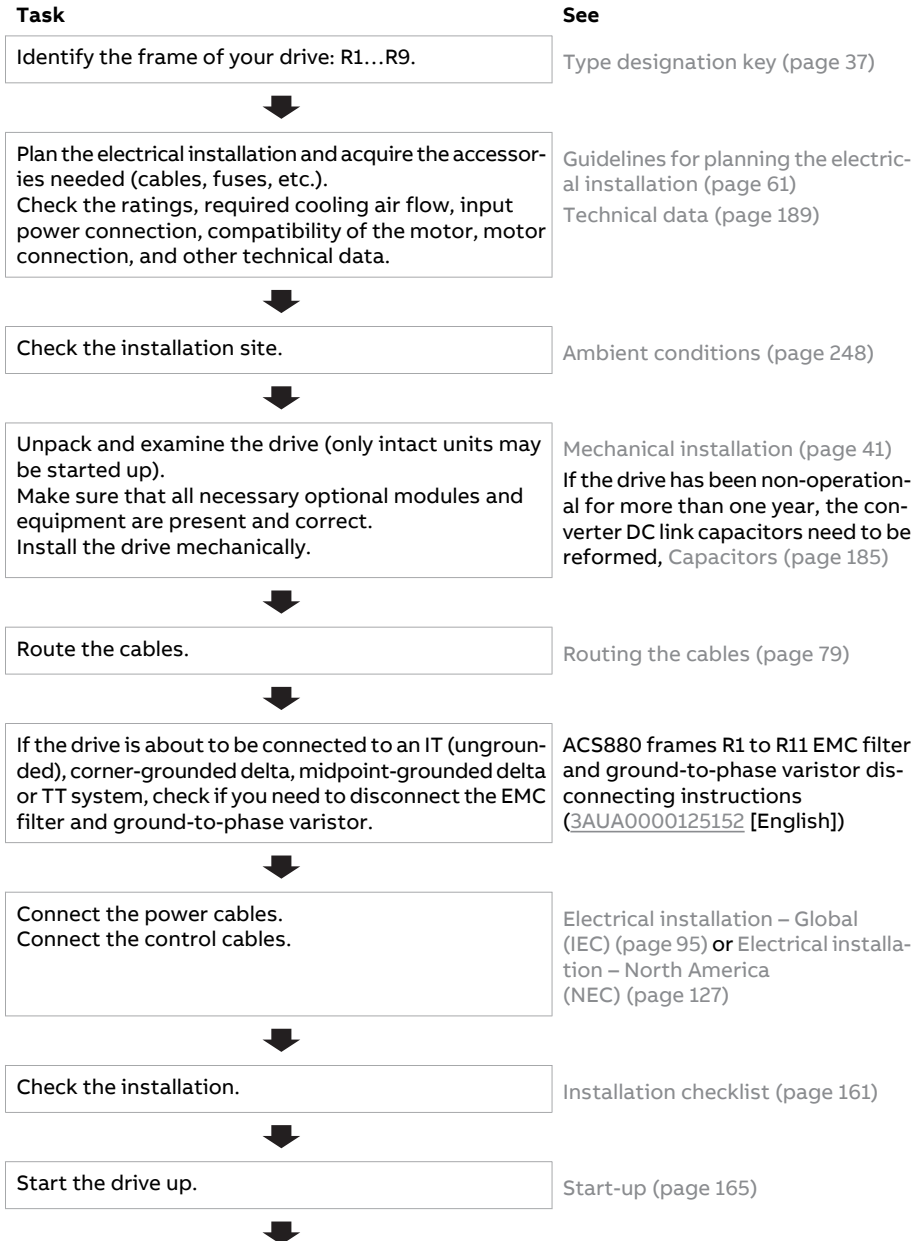 Task See
Identify the frame of your drive: R1…R9.
Type designation key (page 37)
Plan the electrical installation and acquire the accessor-
ies needed (cables, fuses, etc.).
Check the ratings, required cooling air flow, input
power connection, compatibility of the motor, motor
connection, and other technical data.
Guidelines for planning the electric-
al installation (page 61)
Technical data (page 189)
Check the installation site.
Ambient conditions (page 248)
Unpack and examine the drive (only intact units may
be started up).
Make sure that all necessary optional modules and
equipment are present and correct.
Install the drive mechanically.
Mechanical installation (page 41)
If the drive has been non-operation-
al for more than one year, the con-
verter DC link capacitors need to be
reformed, Capacitors (page 185)
Route the cables.
Routing the cables (page 79)
If the drive is about to be connected to an IT (ungroun-
ded), corner-grounded delta, midpoint-grounded delta
or TT system, check if you need to disconnect the EMC
filter and ground-to-phase varistor.
ACS880 frames R1 to R11 EMC filter
and ground-to-phase varistor dis-
connecting instructions
(3AUA0000125152 [English])
Connect the power cables.
Connect the control cables.
Electrical installation – Global
(IEC) (page 95) or Electrical installa-
tion – North America
(NEC) (page 127)
Check the installation.
Installation checklist (page 161)
Start the drive up.
Start-up (page 165)